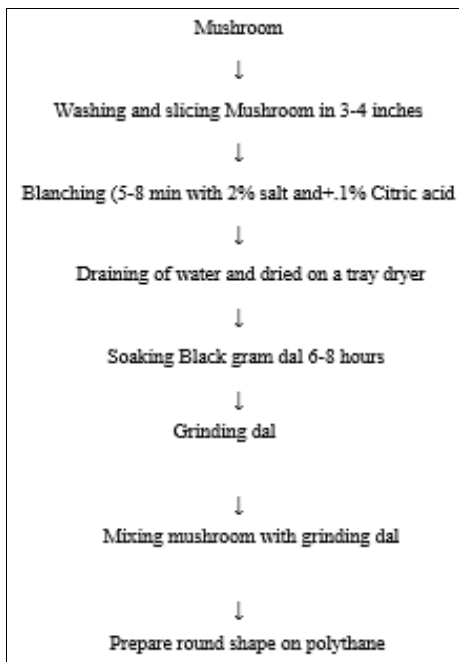 Mushroom
↓
Washing and slicing Mushroom in 3-4 inches
↓
Blanching (5-8 min with 2% salt and+.1% Citric acid
↓
Draining of water and dried on a tray dryer
↓
Soaking Black gram dal 6-8 hours
↓
Grinding dal
↓
Mixing mushroom with grinding dal
↓
Prepare round shape on polythane